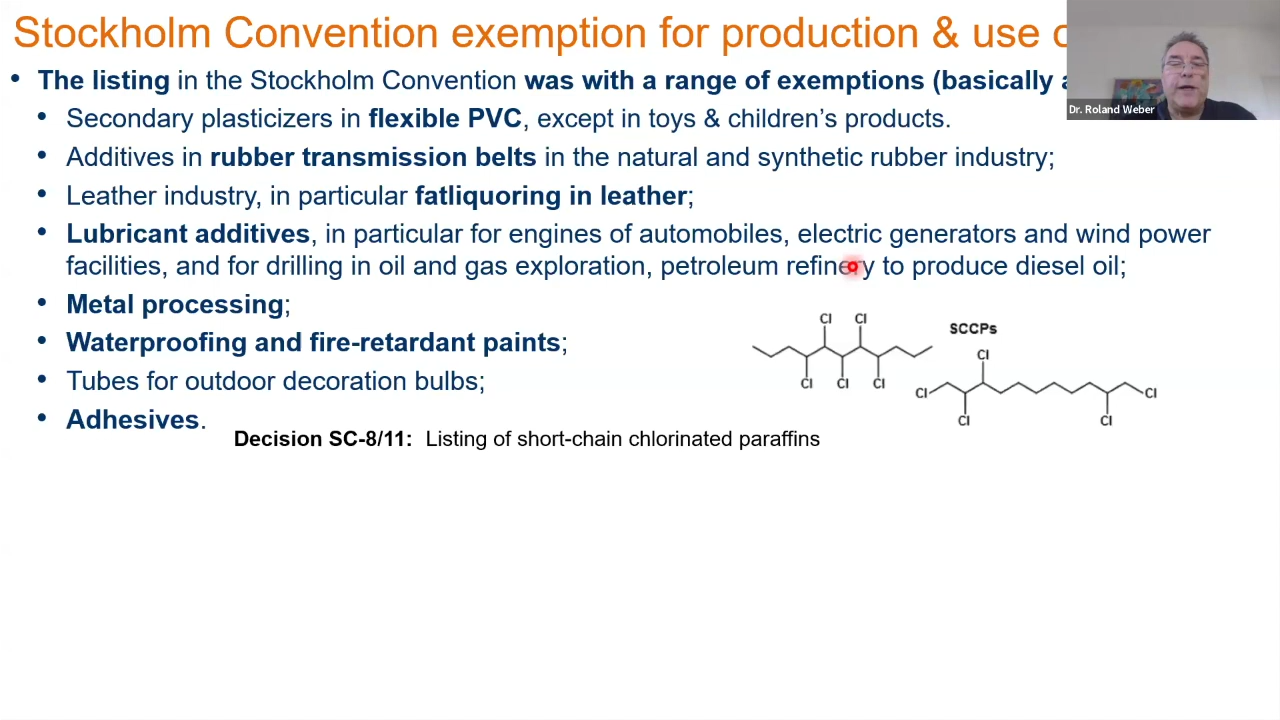 Stockholm Convention exemption for production & use
Dr. Roland Weber
• The listing in the Stockholm Convention was with a range of exemptions (basically
• Secondary plasticizers in flexible PVC, except in toys & children’s products.
• Additives in rubber transmission belts in the natural and synthetic rubber industry;
• Leather industry, in particular fatliquoring in leather;
• Lubricant additives, in particular for engines of automobiles, electric generators and wind power
facilities, and for drilling in oil and gas exploration, petroleum refinery to produce diesel oil;
• Metal processing;
• Waterproofing and fire-retardant paints;
• Tubes for outdoor decoration bulbs;
• Adhesives.
Cl Cl
SCCPs
Cl
Cl Cl Cl
Cl Cl
Cl Cl
Decision SC-8/11: Listing of short-chain chlorinated paraffins